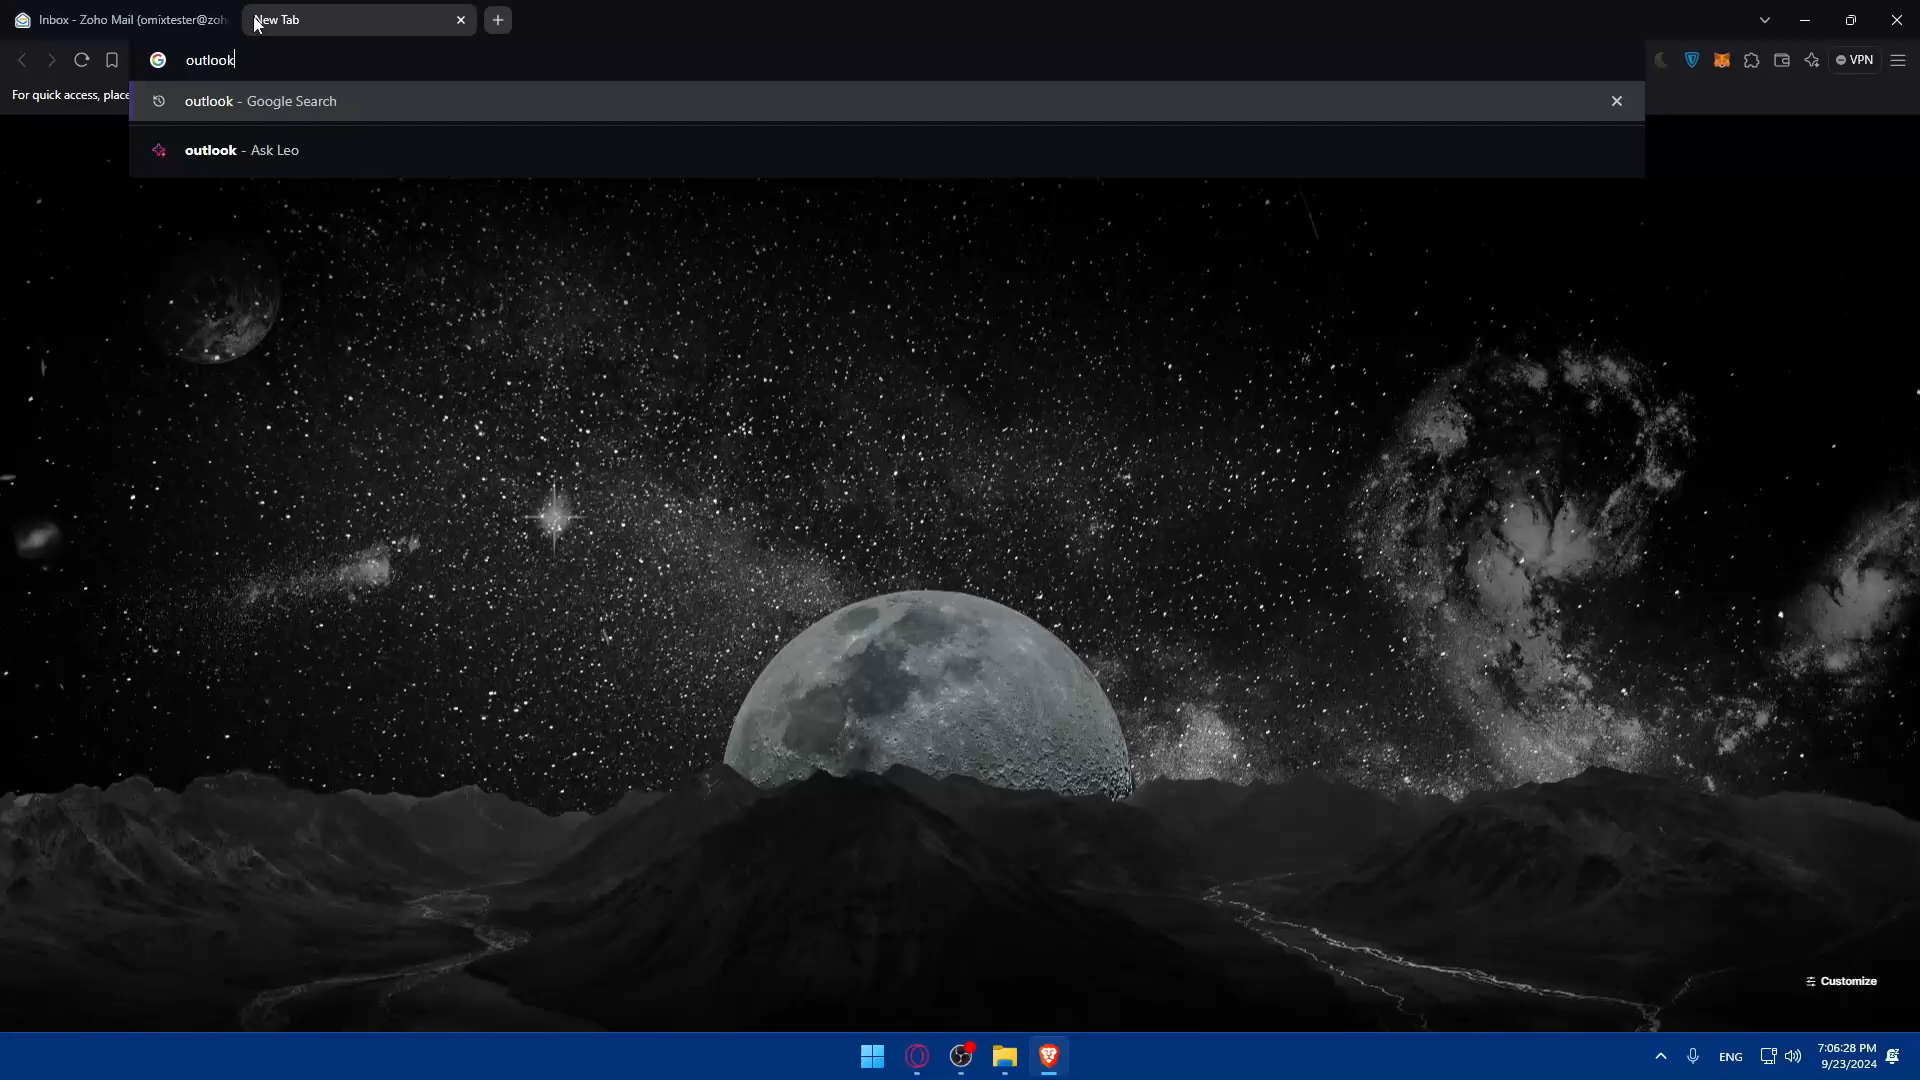 Inbox - Zoho Mail (omixtester@zoh
New Tab
outlook
VPN
For quick access, place
outlook - Google Search
outlook - Ask Leo
Customize
ENG
7:06:28 PM
9/23/2024